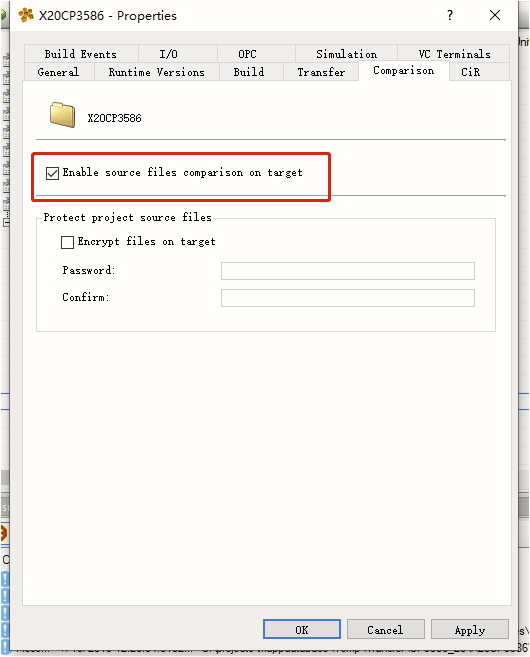 X20CP3586 - Properties
?
Build Events I/O OPC Simulation VC Terminals
General Runtime Versions Build Transfer Comparison CiR
X20CP3586
Enable source files comparison on target
Protect project source files
Encrypt files on target
Password:
Confirm:
OK Cancel Apply